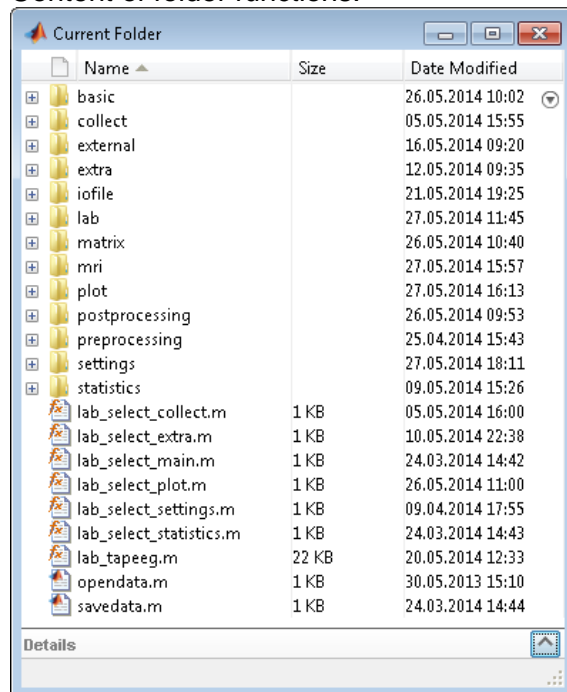 Content of folder functions:
Current Folder
Name Size Date Modified
basic 26.05.2014 10:02
collect 05.05.2014 15:55
external 16.05.2014 09:20
extra 12.05.2014 09:35
iofile 21.05.2014 19:25
lab 27.05.2014 11:45
matrix 26.05.2014 10:40
mri 27.05.2014 15:57
plot 27.05.2014 16:13
postprocessing 26.05.2014 09:53
preprocessing 25.04.2014 15:43
settings 27.05.2014 18:11
statistics 09.05.2014 15:26
lab_select_collect.m 1 KB 05.05.2014 16:00
lab_select_extra.m 1 KB 10.05.2014 22:38
lab_select_main.m 1 KB 24.03.2014 14:42
lab_select_plot.m 1 KB 26.05.2014 11:00
lab_select_settings.m 1 KB 09.04.2014 17:55
lab_select_statistics.m 1 KB 24.03.2014 14:43
lab_tapeeg.m 22 KB 20.05.2014 12:33
opendata.m 1 KB 30.05.2013 15:10
savedata.m 1 KB 24.03.2014 14:44
Details